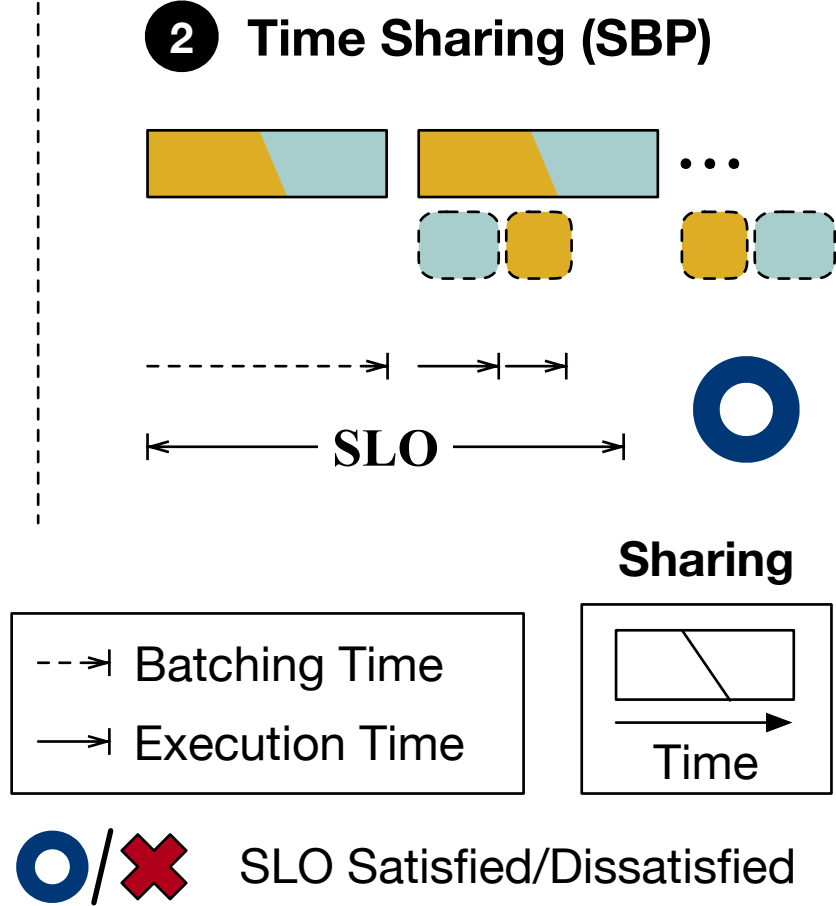 2 Time Sharing (SBP)
...
SLO
Sharing
Batching Time
Execution Time
Time
/
SLO Satisfied/Dissatisfied